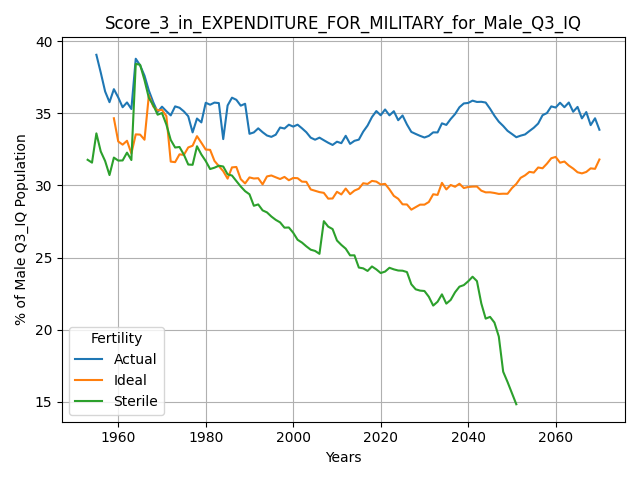 Score_3_in_EXPENDITURE_FOR_MILITARY_for_Male_Q3_IQ
% of Male Q3_IQ Population
40
35
30
25
20
15
Fertility
Actual
Ideal
Sterile
1960 1980 2000 2020 2040 2060
Years